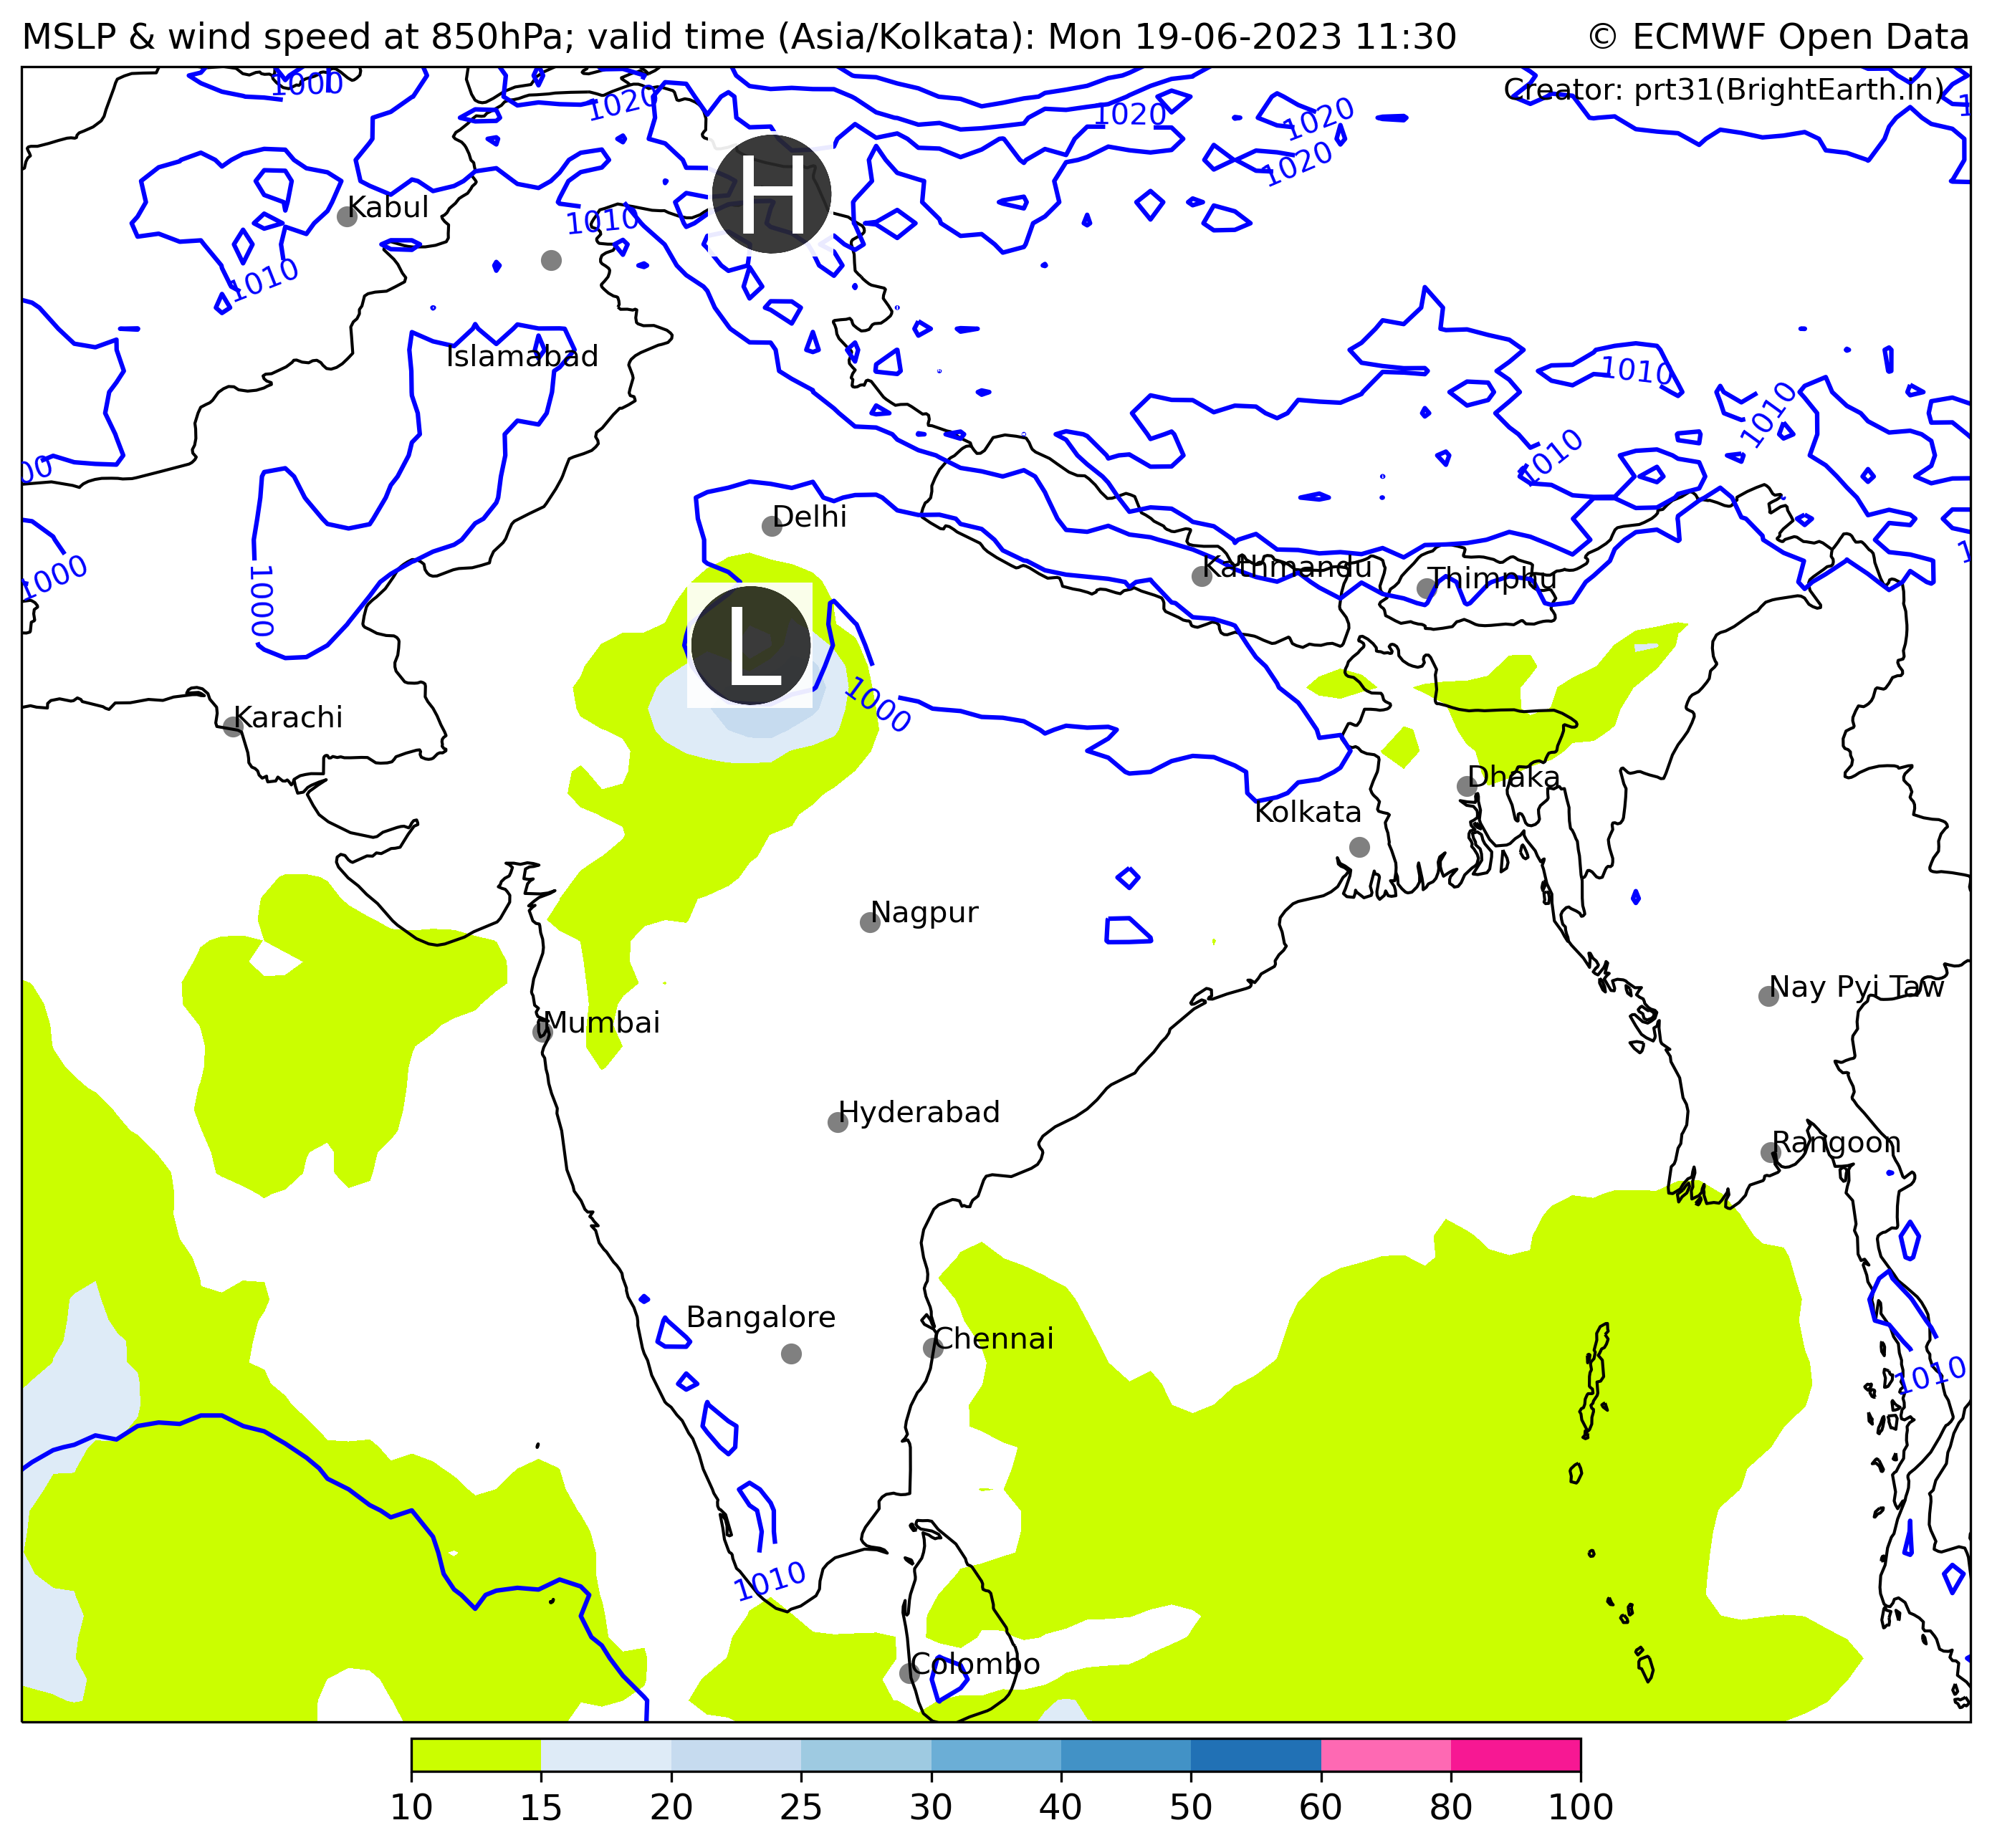 MSLP & wind speed at 850hPa; valid time (Asia/Kolkata): Mon 19-06-2023 11:30 © ECMWF Open Data
Creator: prt31(BrightEarth.in)
1000
1020
1020
1020
1020
H
Kabul
1010
1010
Islamabad
1010
1010
1010
Delhi
1000
1000
Kathmandu
Thimphu
L
1000
Karachi
Dhaka
Kolkata
Nagpur
Nay Pyi Taw
Mumbai
Hyderabad
Rangoon
Bangalore
Chennai
1010
1010
Colombo
10 15 20 25 30 40 50 60 80 100